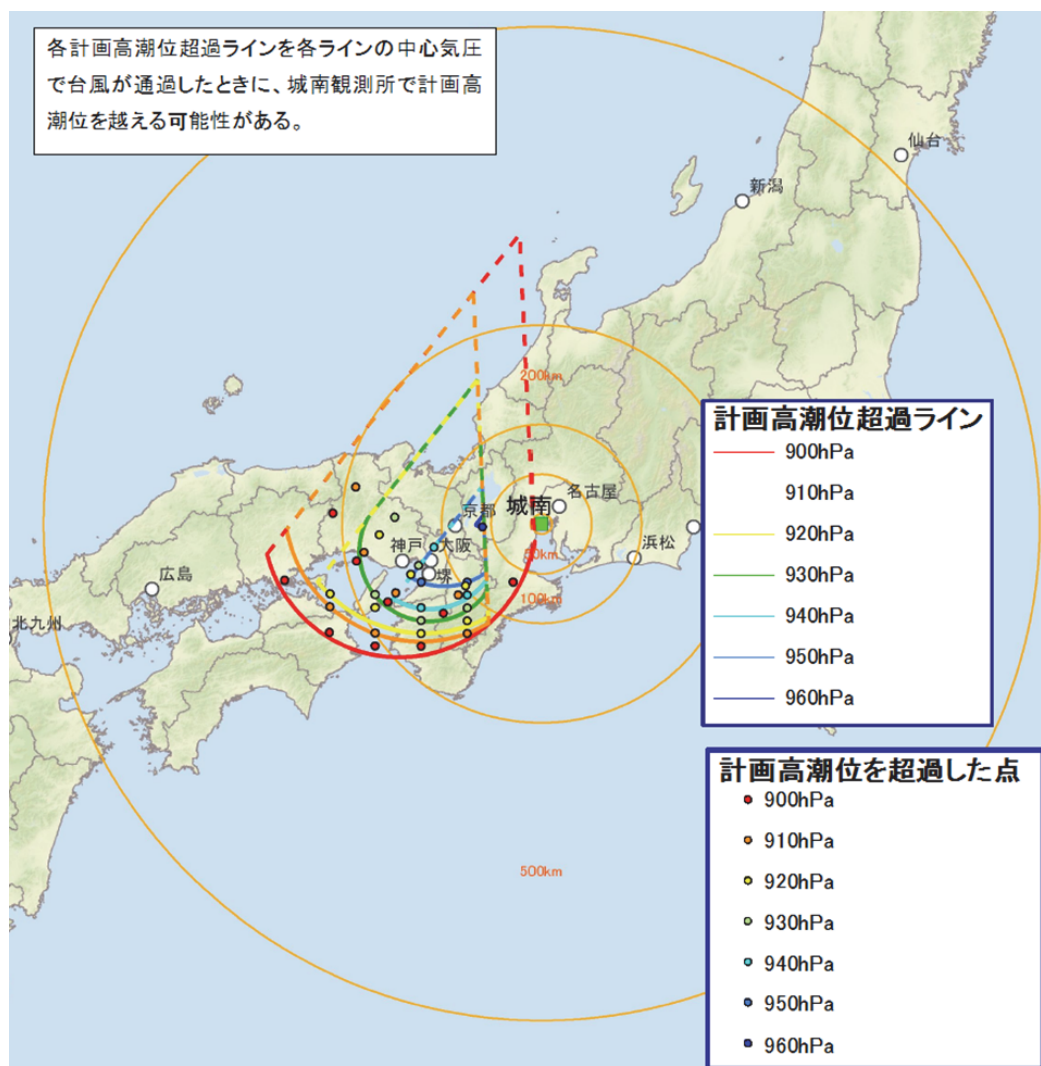 各計画高潮位超過ラインを各ラインの中心気圧
で台風が通過したときに、城南観測所で計画高
潮位を越える可能性がある。
仙台
新潟
200km
計画高潮位超過ライン
900hPa
910hPa
920hPa
930hPa
940hPa
950hPa
960hPa
名古屋
城南
京都
神戸
大阪
堺
50km
浜松
100km
広島
北九州
計画高潮位を超過した点
900hPa
910hPa
920hPa
930hPa
940hPa
950hPa
960hPa
500km